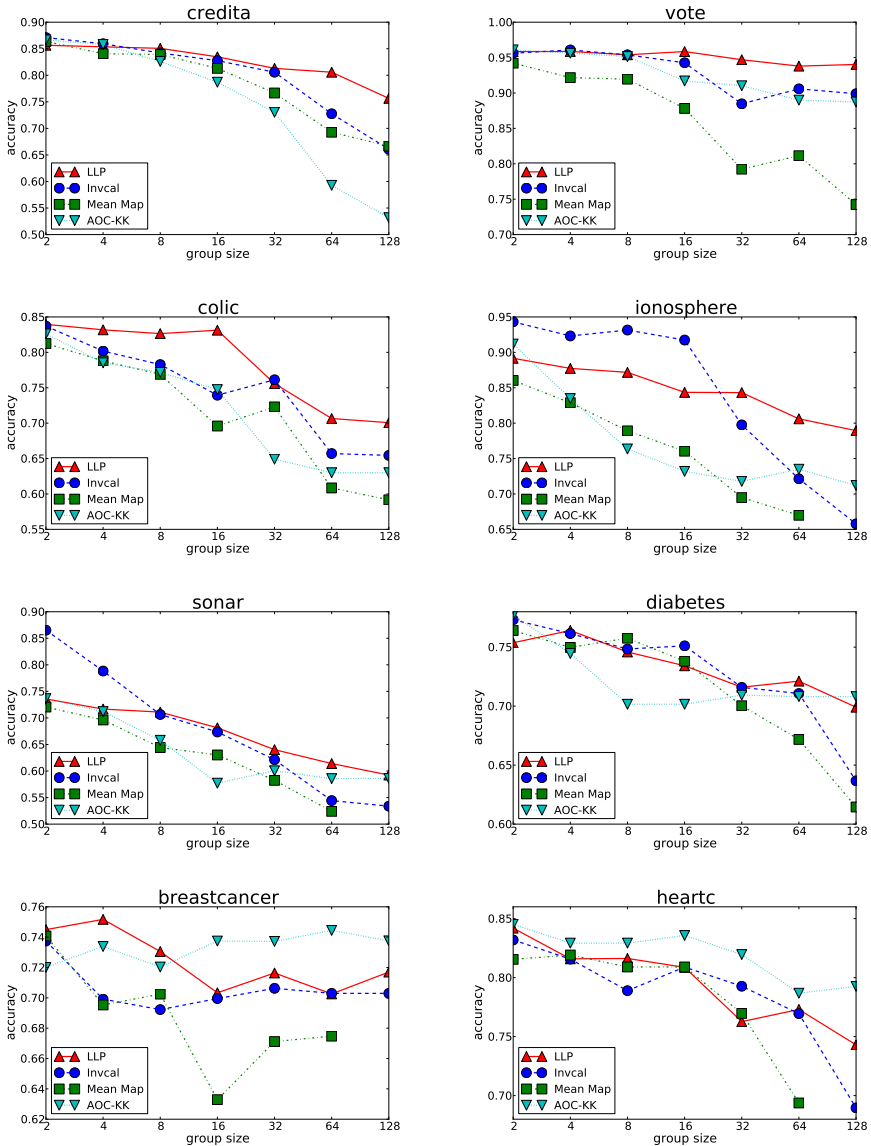 credita
0.90
0.85
0.80
0.75
0.70
0.65
0.60
0.55
0.50
accuracy
LLP
Invcal
Mean Map
AOC-KK
2 4 8 16 32 64 128
group size
vote
1.00
0.95
0.90
0.85
0.80
0.75
0.70
accuracy
LLP
Invcal
Mean Map
AOC-KK
2 4 8 16 32 64 128
group size
colic
0.85
0.80
0.75
0.70
0.65
0.60
0.55
accuracy
LLP
Invcal
Mean Map
AOC-KK
2 4 8 16 32 64 128
group size
ionosphere
0.95
0.90
0.85
0.80
0.75
0.70
0.65
accuracy
LLP
Invcal
Mean Map
AOC-KK
2 4 8 16 32 64 128
group size
sonar
0.90
0.85
0.80
0.75
0.70
0.65
0.60
0.55
0.50
accuracy
LLP
Invcal
Mean Map
AOC-KK
2 4 8 16 32 64 128
group size
diabetes
0.75
0.70
0.65
0.60
accuracy
LLP
Invcal
Mean Map
AOC-KK
2 4 8 16 32 64 128
group size
breastcancer
0.76
0.74
0.72
0.70
0.68
0.66
0.64
0.62
accuracy
LLP
Invcal
Mean Map
AOC-KK
2 4 8 16 32 64 128
group size
heartc
0.85
0.80
0.75
0.70
accuracy
LLP
Invcal
Mean Map
AOC-KK
2 4 8 16 32 64 128
group size